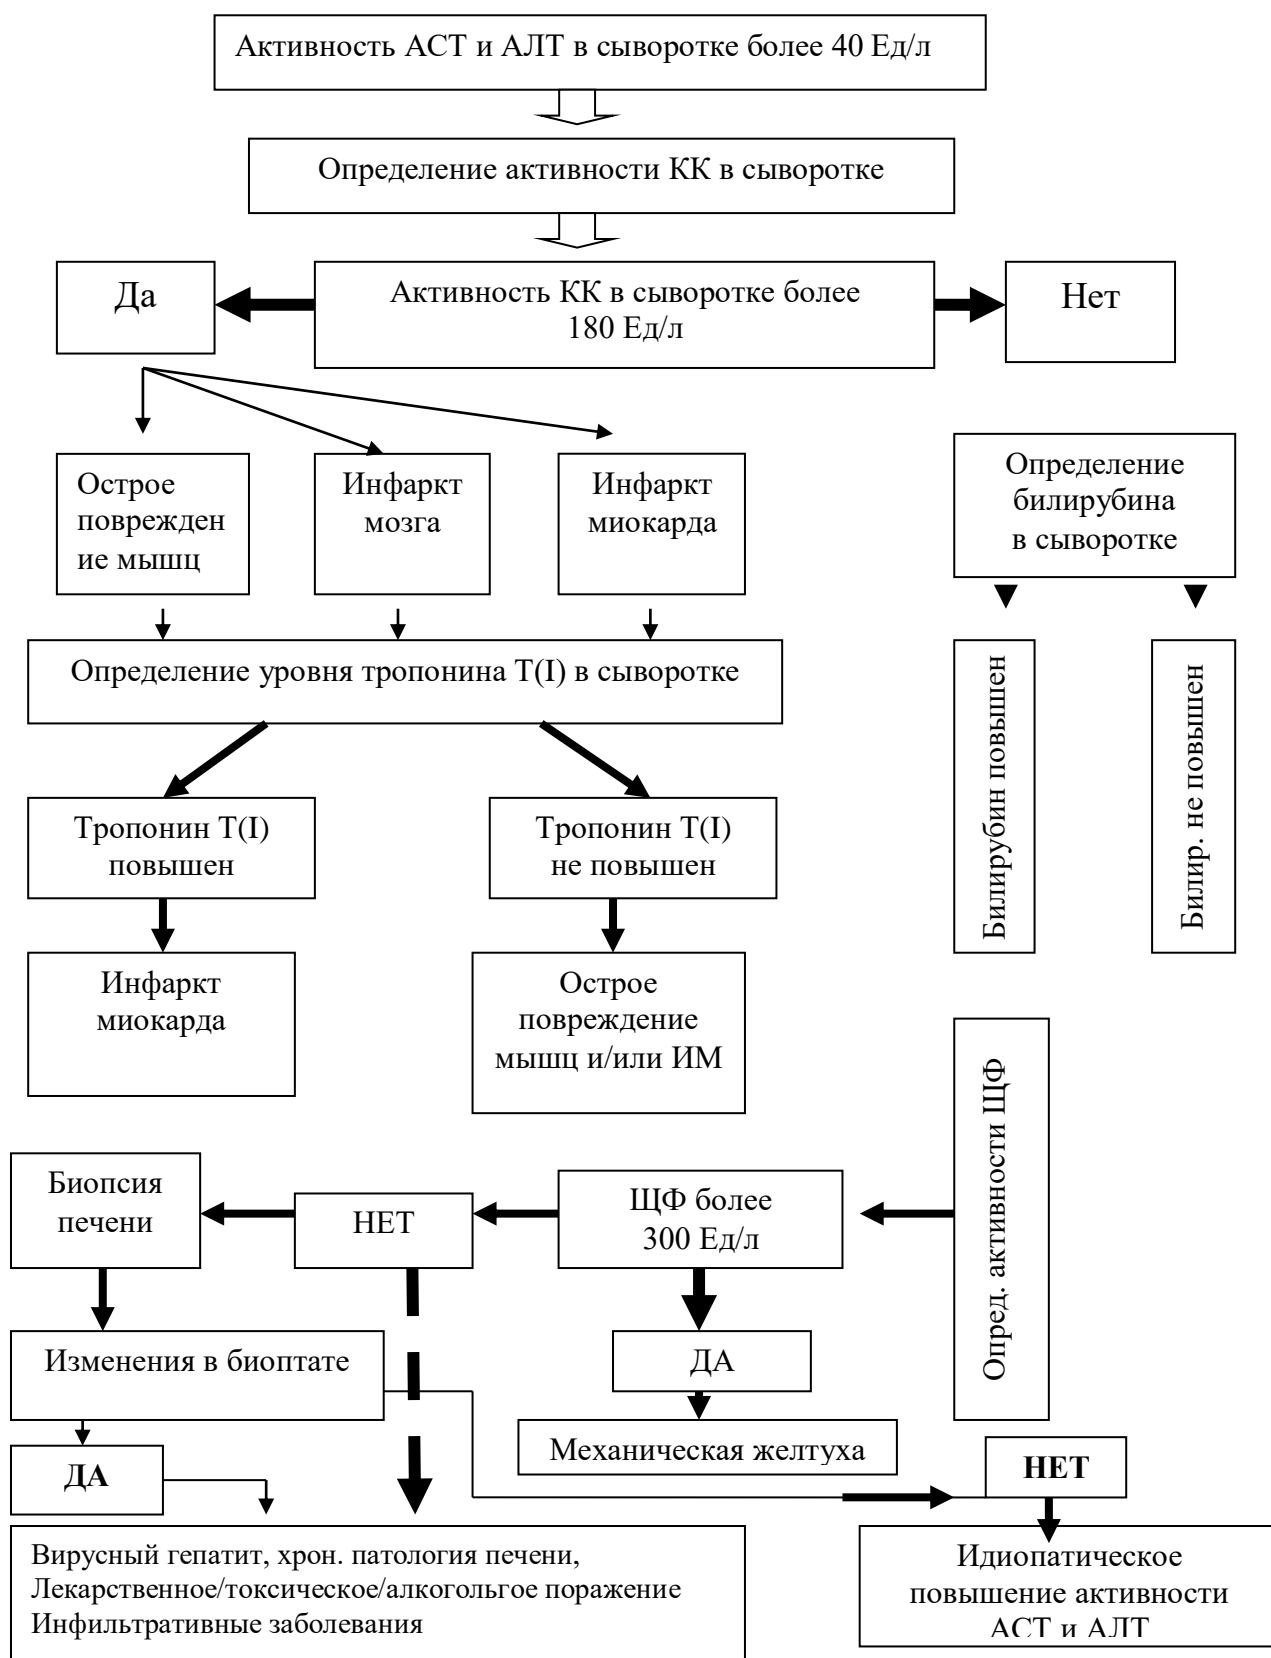 Активность АСТ и АЛТ в сыворотке более 40 Ед/л
Определение активности КК в сыворотке
Да
Активность КК в сыворотке более
180 Ед/л
Нет
Острое
поврежден
ие мышц
Инфаркт
мозга
Инфаркт
миокарда
Определение
билирубина
в сыворотке
Определение уровня тропонина Т(I) в сыворотке
Билирубин повышен
Билир. не повышен
Тропонин Т(I)
повышен
Тропонин Т(I)
не повышен
Инфаркт
миокарда
Острое
повреждение
мышц и/или ИМ
Опред. активности ЩФ
Биопсия
печени
НЕТ
ЩФ более
300 Ед/л
Изменения в биоптате
ДА
Механическая желтуха
ДА
НЕТ
Вирусный гепатит, хрон. патология печени,
Лекарственное/токсическое/алкогольгое поражение
Инфильтративные заболевания
Идиопатическое
повышение активности
АСТ и АЛТ